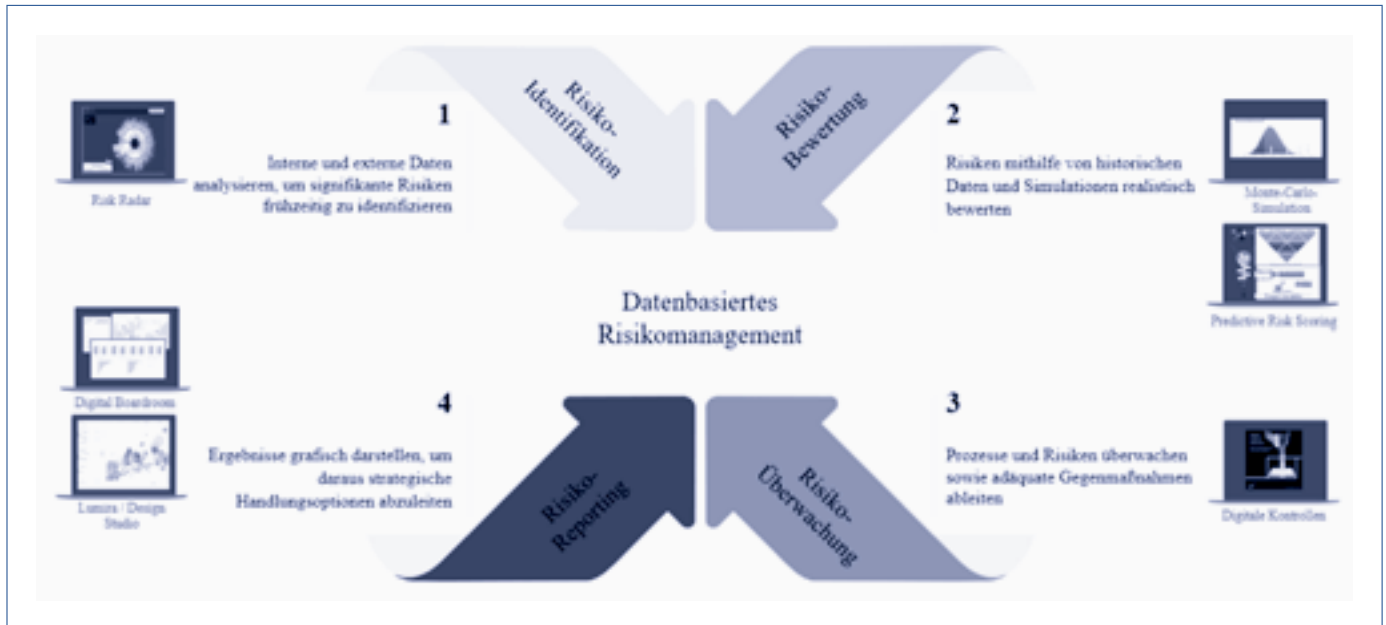 Risiko-
Identifikation
1
Interne und externe Daten
analysieren, um signifikante Risiken
frühzeitig zu identifizieren
Risk Radar
Risiko-
Bewertung
2
Risiken mithilfe von historischen
Daten und Simulationen realistisch
bewerten
Monte-Carlo-
Simulation
Predictive Risk Scoring
Datenbasiertes
Risikomanagement
Risiko-
Überwachung
3
Prozesse und Risiken überwachen
sowie adäquate Gegenmaßnahmen
ableiten
Digitale Kontrollen
Risiko-
Reporting
4
Ergebnisse grafisch darstellen, um
daraus strategische
Handlungsoptionen abzuleiten
Digital Boardroom
Lumira / Design
Studio